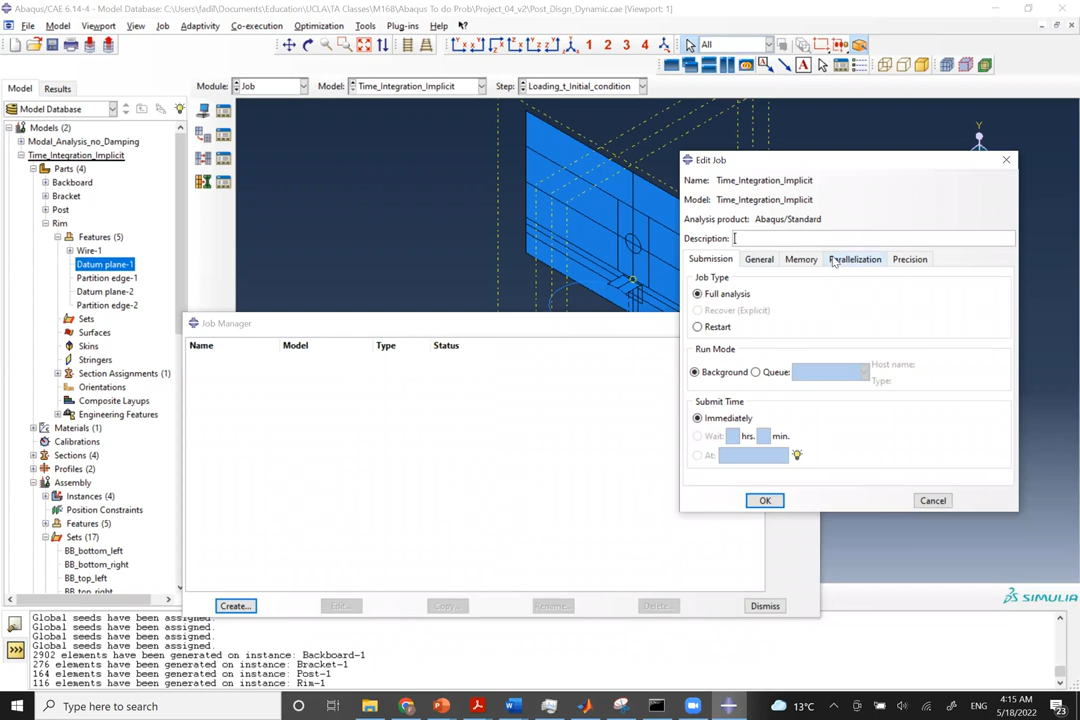 Abaqus/CAE 6.14-4 - Model Database: C:\Users\fadil\Documents\Education\UCLA\TA Classes\M168\Abaqus To do Prob\Project_04_v2\Post_Disgn_Dynamic.cae [Viewport: 1]
File Model Viewport View Job Adaptivity Co-execution Optimization Tools Plug-ins Help
1 2 3 4 All
Model Results Module: Job Model: Time_Integration_Implicit Step: Loading_t_Initial_condition
Model Database
Models (2)
Modal_Analysis_no_Damping
Time_Integration_Implicit
Parts (4)
Backboard
Bracket
Post
Rim
Features (5)
Wire-1
Datum plane-1
Partition edge-1
Datum plane-2
Partition edge-2
Sets
Surfaces
Skins
Stringers
Section Assignments (1)
Orientations
Composite Layups
Engineering Features
Materials (1)
Calibrations
Sections (4)
Profiles (2)
Assembly
Instances (4)
Position Constraints
Features (5)
Sets (17)
BB_bottom_left
BB_bottom_right
BB_top_left
BB_top_right
Y
Edit Job
Name: Time_Integration_Implicit
Model: Time_Integration_Implicit
Analysis product: Abaqus/Standard
Description:
Submission General Memory Parallelization Precision
Job Type
Full analysis
Recover (Explicit)
Restart
Run Mode
Background Queue: Host name:
Type:
Submit Time
Immediately
Wait: hrs. min.
At:
OK Cancel
Job Manager
Name Model Type Status
Create... Edit... Copy... Rename... Delete... Dismiss
SIMULIA
Global seeds have been assigned.
Global seeds have been assigned.
Global seeds have been assigned.
Global seeds have been assigned.
2902 elements have been generated on instance: Backboard-1
276 elements have been generated on instance: Bracket-1
164 elements have been generated on instance: Post-1
116 elements have been generated on instance: Rim-1
Type here to search
13°C
ENG
4:15 AM
5/18/2022
23